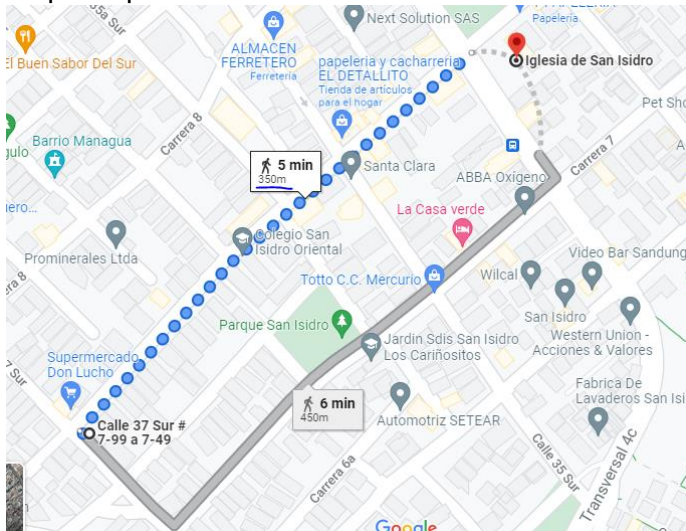 Next Solution SAS
Papelería
El Buen Sabor Del Sur
ALMACEN
FERRETERO
Ferretería
papeleria y cacharreria
EL DETALLITO
Tienda de artículos
para el hogar
Iglesia de San Isidro
Carrera 8
Pet Sho
Barrio Managua
5 min
350m
Santa Clara
ABBA Oxígeno
Carrera 7
La Casa verde
Colegio San
Isidro Oriental
Prominerales Ltda
Video Bar Sandung
Totto C.C. Mercurio
Wilcal
San Isidro
Parque San Isidro
Western Union -
Acciones & Valores
Jardin Sdis San Isidro
Los Cariñositos
Supermercado
Don Lucho
6 min
450m
Fabrica De
Lavaderos San Isi
Calle 37 Sur #
7-99 a 7-49
Automotriz SETEAR
Calle 35 Sur
Transversal 4c
Carrera 6a
Google